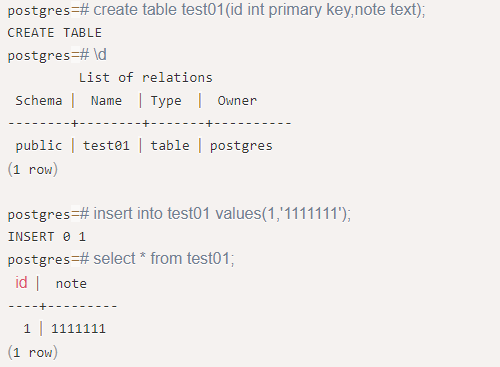 postgres=# create table test01(id int primary key,note text);
CREATE TABLE
postgres=# \d
         List of relations
 Schema |  Name  | Type  |  Owner
--------+--------+-------+----------
 public | test01 | table | postgres
(1 row)

postgres=# insert into test01 values(1,'1111111');
INSERT 0 1
postgres=# select * from test01;
 id |  note
----+---------
  1 | 1111111
(1 row)